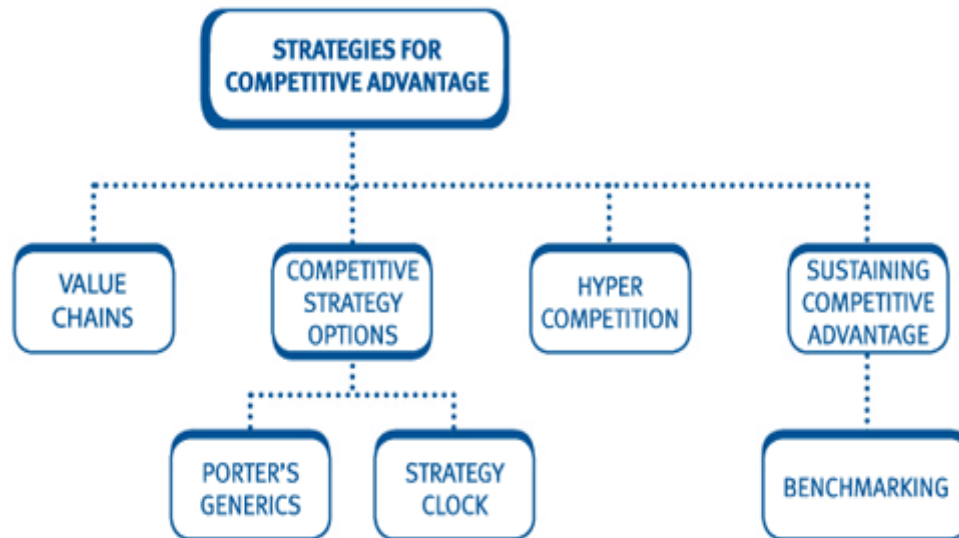 STRATEGIES FOR
COMPETITIVE ADVANTAGE
VALUE
CHAINS
COMPETITIVE
STRATEGY
OPTIONS
HYPER
COMPETITION
SUSTAINING
COMPETITIVE
ADVANTAGE
PORTER'S
GENERICS
STRATEGY
CLOCK
BENCHMARKING